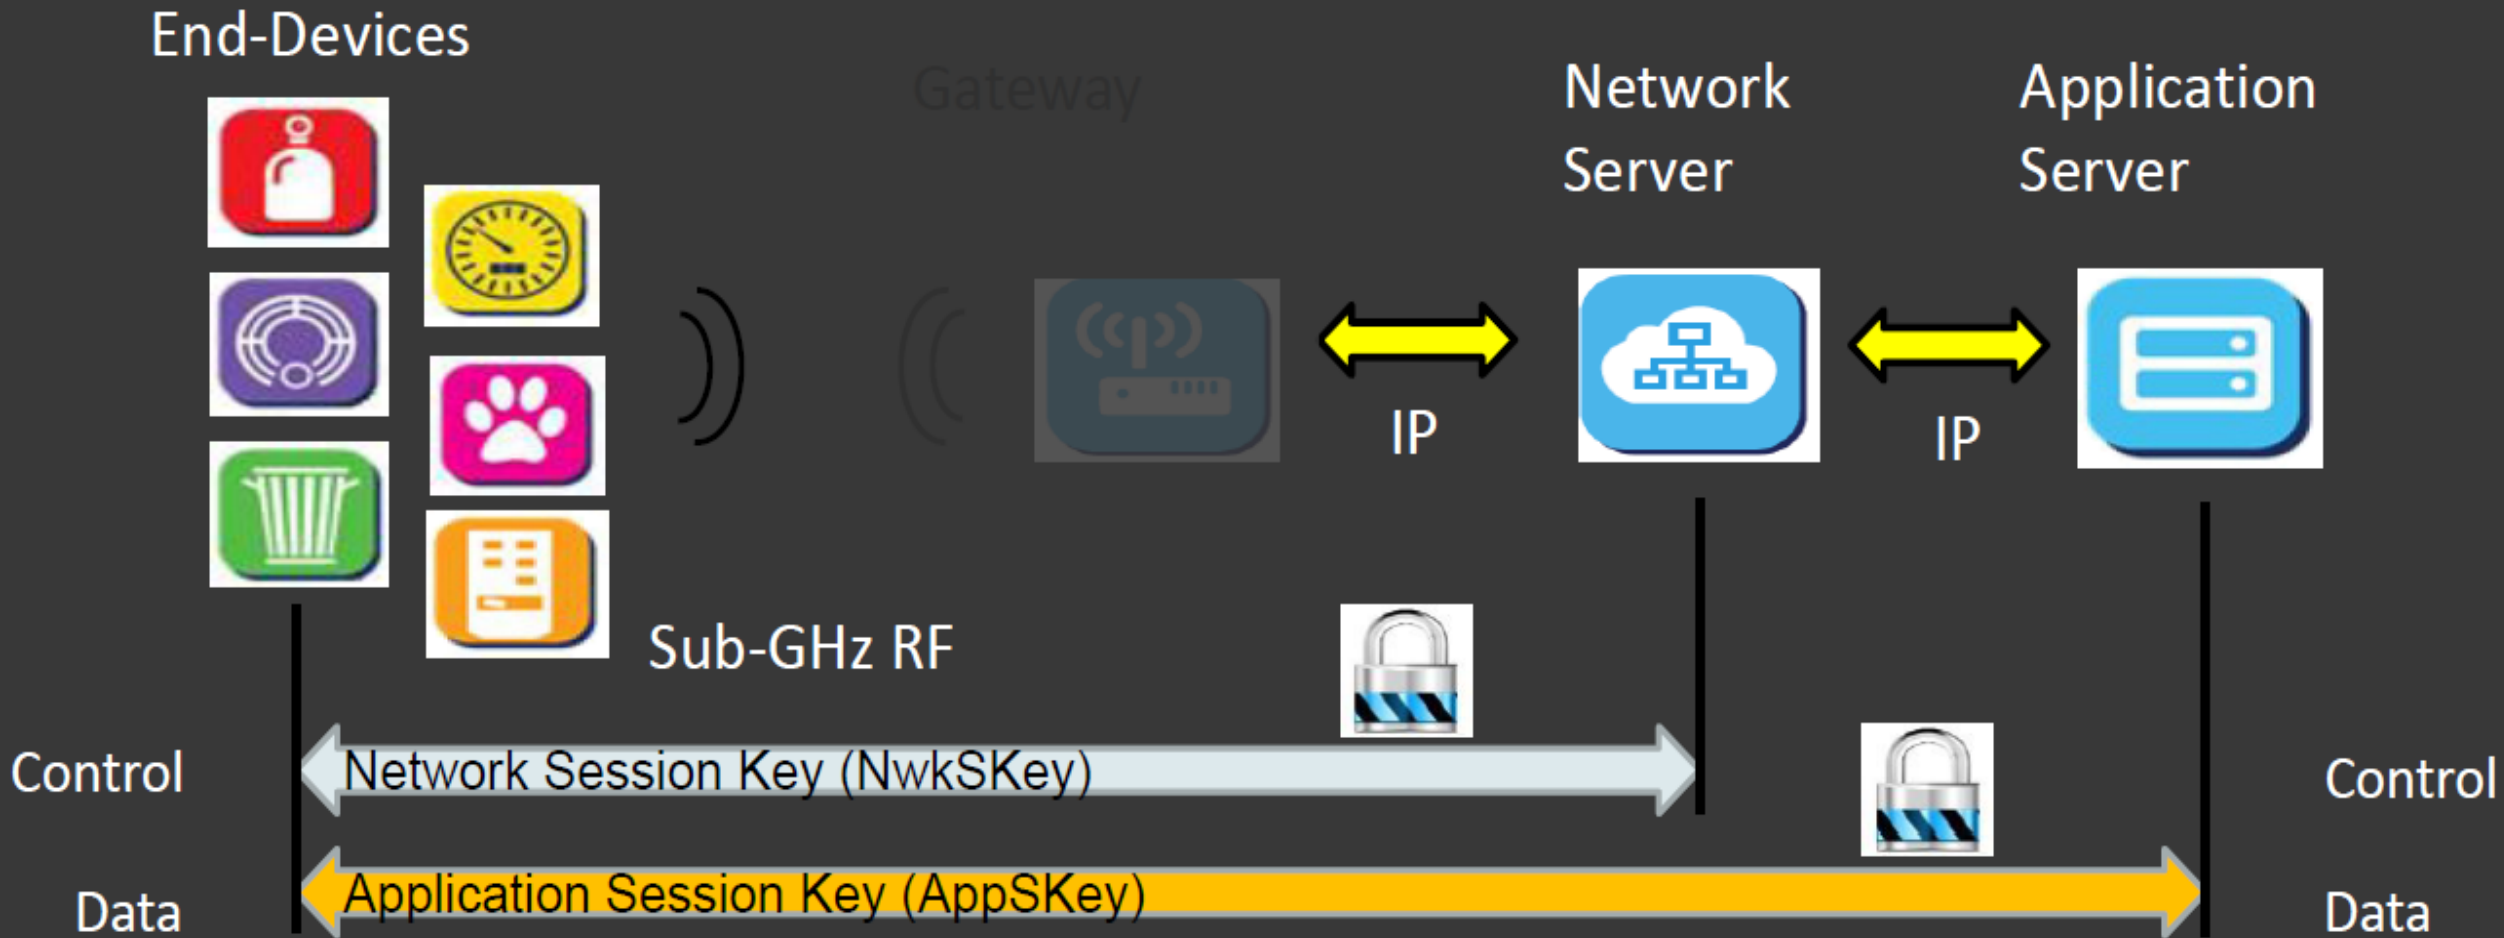 End-Devices
Gateway
Network
Server
Application
Server
IP
IP
Sub-GHz RF
Control
Network Session Key (NwkSKey)
Control
Data
Application Session Key (AppSKey)
Data